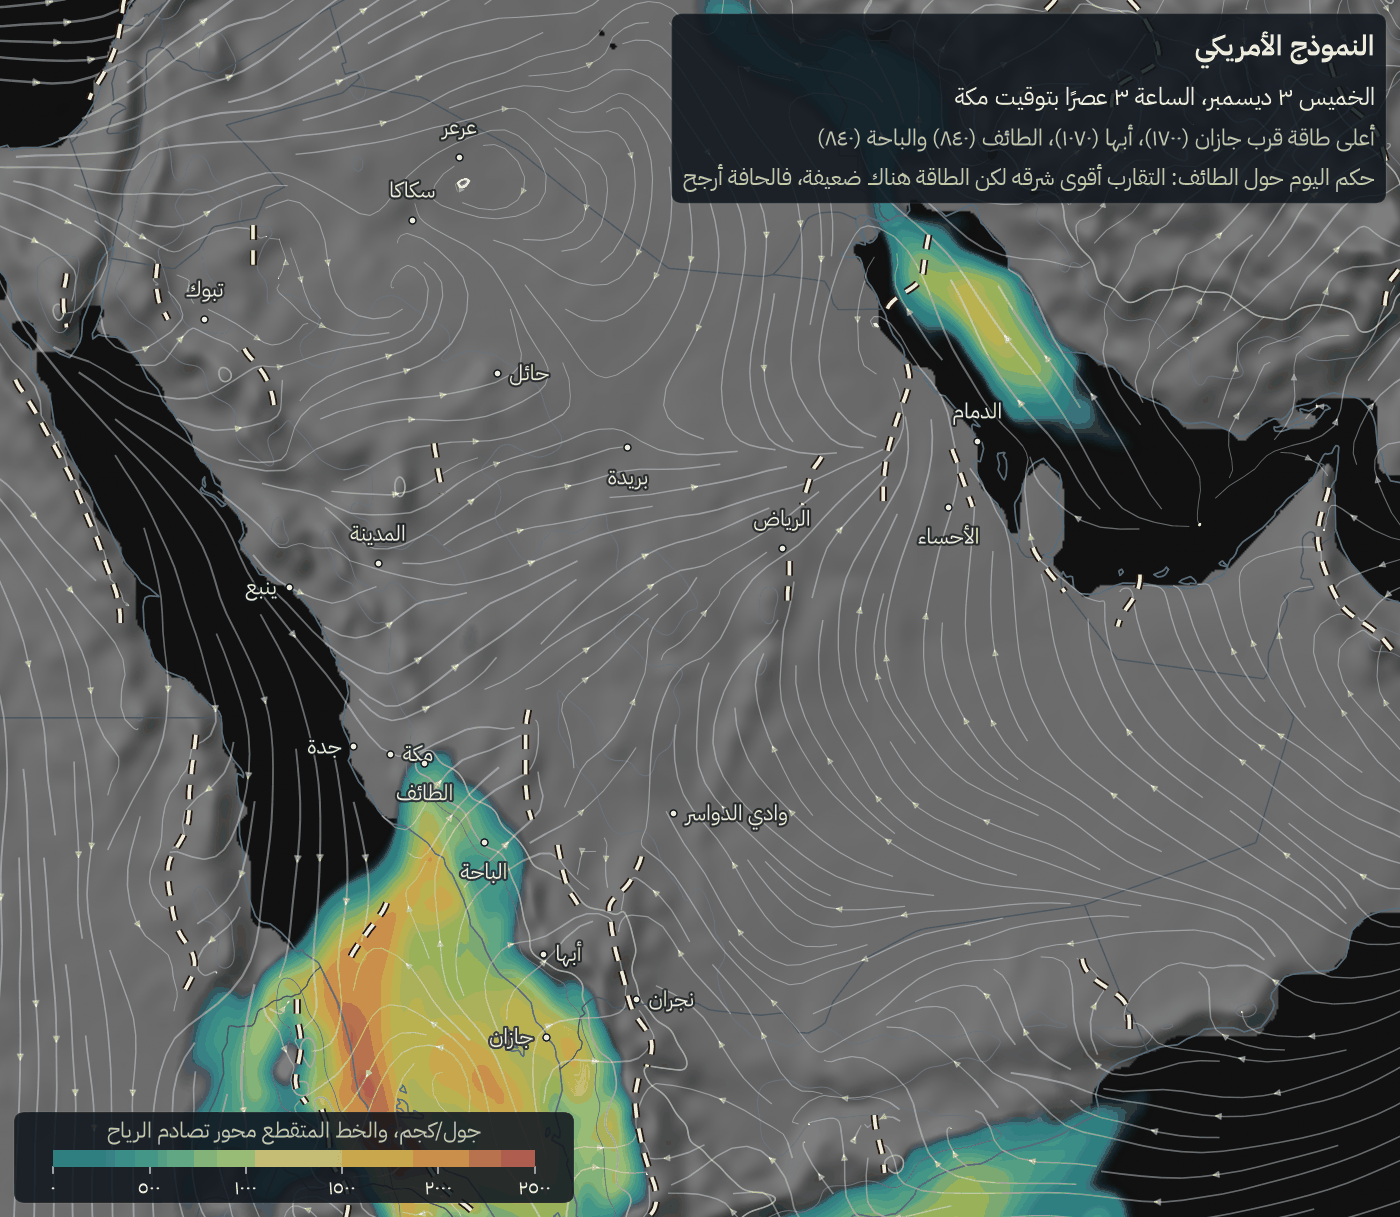 النموذج الأمريكي
الخميس ٣ ديسمبر، الساعة ٣ عصرًا بتوقيت مكة
أعلى طاقة قرب جازان (١٧٠٠)، أبها (١٠٧٠)، الطائف (٨٤٠) والباحة (٨٤٠)
حكم اليوم حول الطائف: التقارب أقوى شرقه لكن الطاقة هناك ضعيفة، فالحافة أرجح
عرعر
سكاكا
تبوك
حائل
الدمام
بريدة
الرياض
الأحساء
المدينة
ينبع
جدة
مكة
الطائف
وادي الدواسر
الباحة
أبها
نجران
جازان
جول/كجم، والخط المتقطع محور تصادم الرياح
٠ ٥٠٠ ١٠٠٠ ١٥٠٠ ٢٠٠٠ ٢٥٠٠